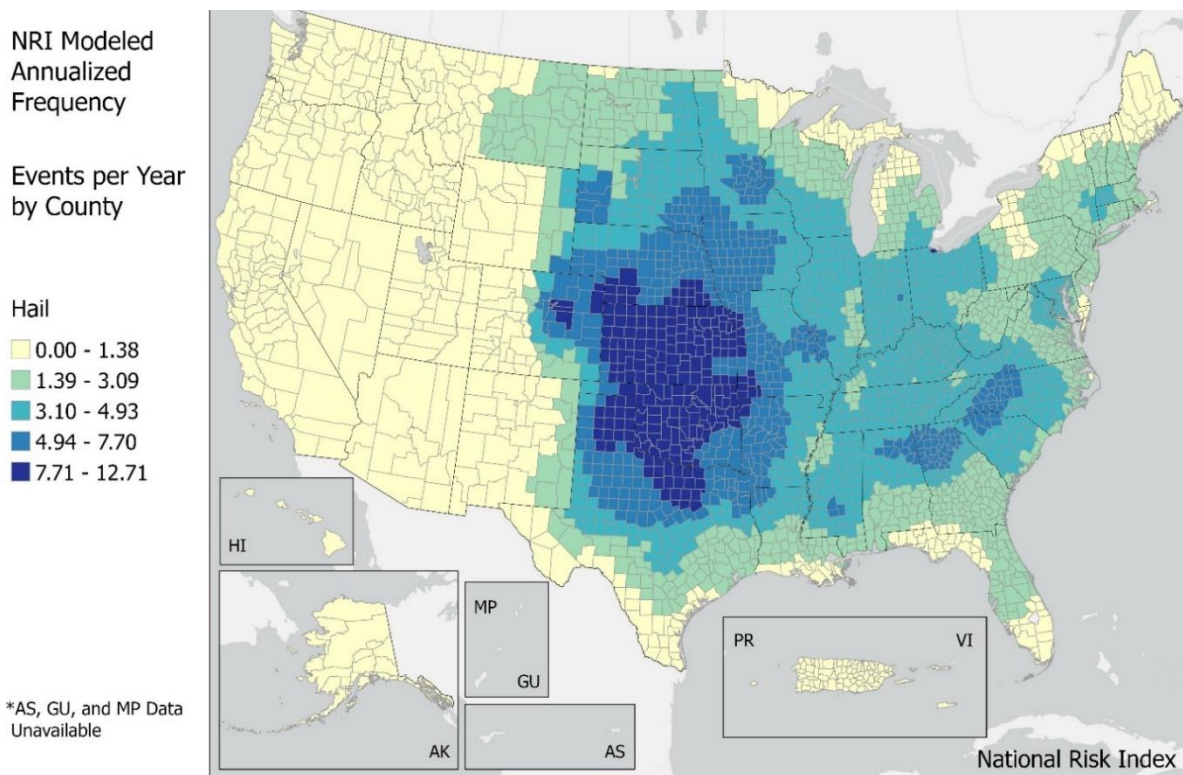 NRI Modeled
Annualized
Frequency
Events per Year
by County
Hail
0.00 - 1.38
1.39 - 3.09
3.10 - 4.93
4.94 - 7.70
7.71 - 12.71
*AS, GU, and MP Data
Unavailable
HI
AK
MP
GU
AS
PR
VI
National Risk Index